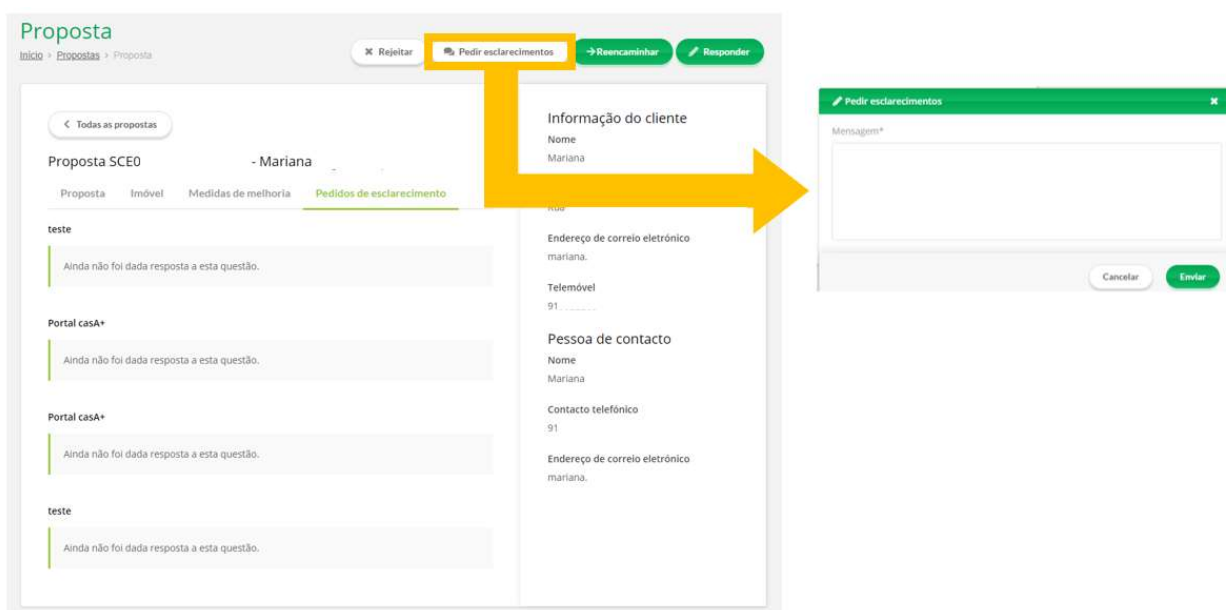 Proposta
Início > Propostas > Proposta
Rejeitar
Pedir esclarecimentos
Reencaminhar
Responder
Todas as propostas
Proposta SCE0 - Mariana
Proposta
Imóvel
Medidas de melhoria
Pedidos de esclarecimento
teste
Ainda não foi dada resposta a esta questão.
Portal casA+
Ainda não foi dada resposta a esta questão.
Portal casA+
Ainda não foi dada resposta a esta questão.
teste
Ainda não foi dada resposta a esta questão.
Informação do cliente
Nome
Mariana
Endereço de correio eletrónico
mariana.
Telemóvel
91
Pessoa de contacto
Nome
Mariana
Contacto telefónico
91
Endereço de correio eletrónico
mariana.
Pedir esclarecimentos
Mensagem*
Cancelar
Enviar